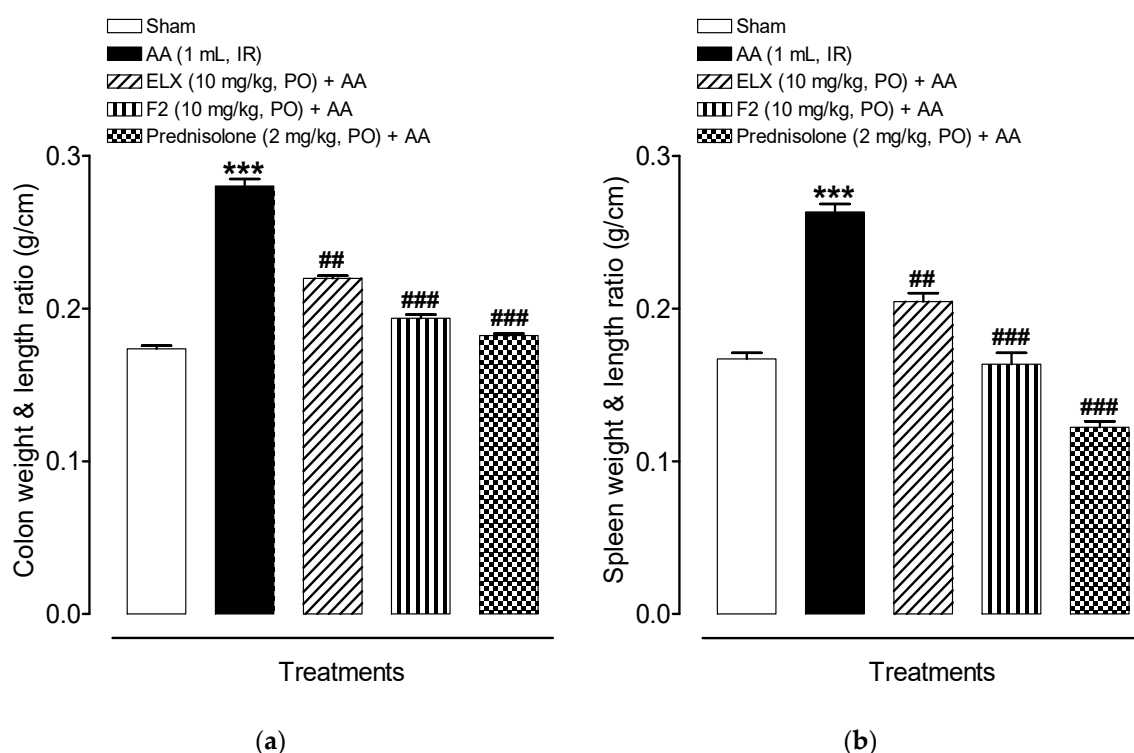 Sham
AA (1 mL, IR)
ELX (10 mg/kg, PO) + AA
F2 (10 mg/kg, PO) + AA
Prednisolone (2 mg/kg, PO) + AA
Colon weight & length ratio (g/cm)
0.3
0.2
0.1
0.0
***
##
###
###
Treatments
(a)
Sham
AA (1 mL, IR)
ELX (10 mg/kg, PO) + AA
F2 (10 mg/kg, PO) + AA
Prednisolone (2 mg/kg, PO) + AA
Spleen weight & length ratio (g/cm)
0.3
0.2
0.1
0.0
***
##
###
###
Treatments
(b)